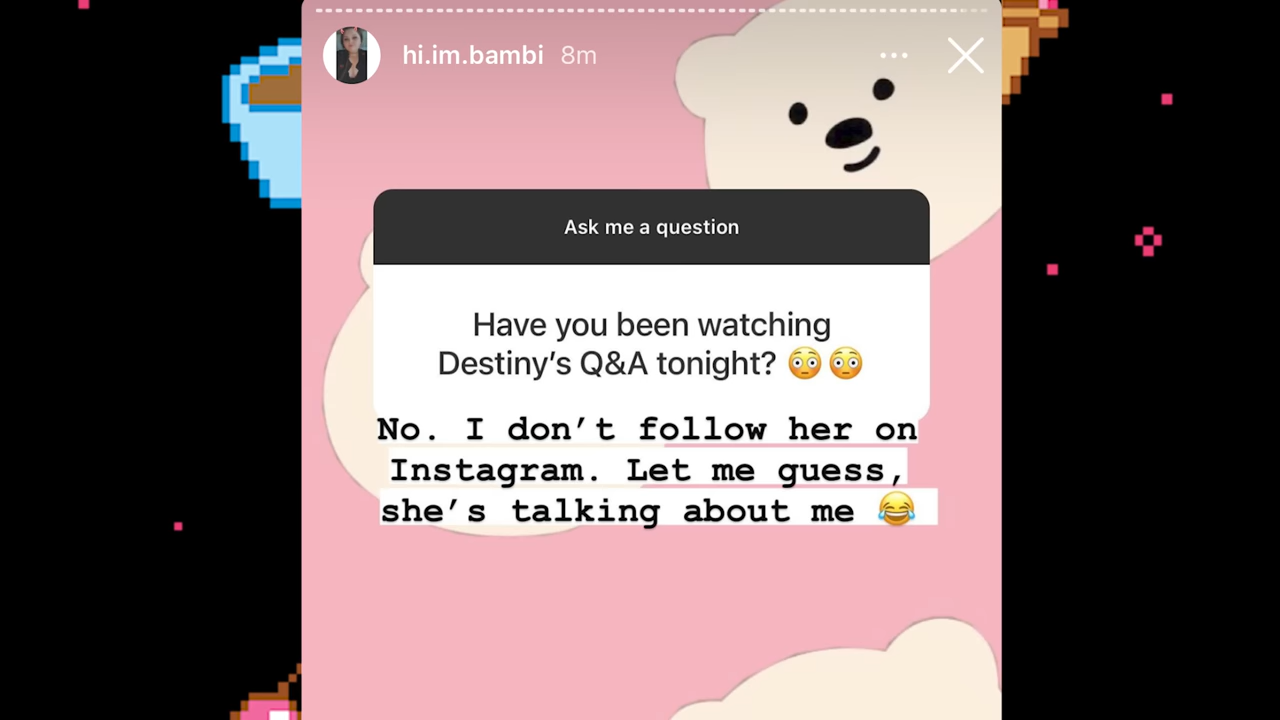 hi.im.bambi 8m
Ask me a question
Have you been watching
Destiny’s Q&A tonight? 😳😳
No. I don’t follow her on
Instagram. Let me guess,
she’s talking about me 😂